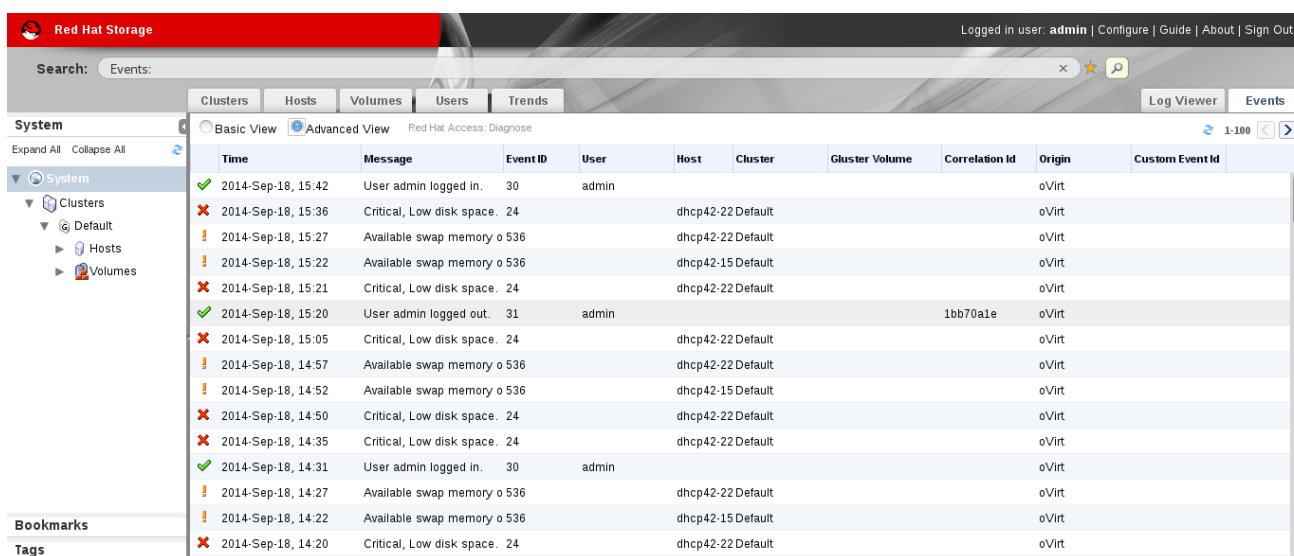 Red Hat Storage
Logged in user: admin | Configure | Guide | About | Sign Out
Search: Events:
Clusters Hosts Volumes Users Trends Log Viewer Events
System
Expand All Collapse All
System
Clusters
Default
Hosts
Volumes
Bookmarks
Tags
Basic View Advanced View Red Hat Access: Diagnose 1-100
Time Message Event ID User Host Cluster Gluster Volume Correlation Id Origin Custom Event Id
2014-Sep-18, 15:42 User admin logged in. 30 admin oVirt
2014-Sep-18, 15:36 Critical, Low disk space. 24 dhcp42-22 Default oVirt
2014-Sep-18, 15:27 Available swap memory o 536 dhcp42-22 Default oVirt
2014-Sep-18, 15:22 Available swap memory o 536 dhcp42-15 Default oVirt
2014-Sep-18, 15:21 Critical, Low disk space. 24 dhcp42-22 Default oVirt
2014-Sep-18, 15:20 User admin logged out. 31 admin 1bb70a1e oVirt
2014-Sep-18, 15:05 Critical, Low disk space. 24 dhcp42-22 Default oVirt
2014-Sep-18, 14:57 Available swap memory o 536 dhcp42-22 Default oVirt
2014-Sep-18, 14:52 Available swap memory o 536 dhcp42-15 Default oVirt
2014-Sep-18, 14:50 Critical, Low disk space. 24 dhcp42-22 Default oVirt
2014-Sep-18, 14:35 Critical, Low disk space. 24 dhcp42-22 Default oVirt
2014-Sep-18, 14:31 User admin logged in. 30 admin oVirt
2014-Sep-18, 14:27 Available swap memory o 536 dhcp42-22 Default oVirt
2014-Sep-18, 14:22 Available swap memory o 536 dhcp42-15 Default oVirt
2014-Sep-18, 14:20 Critical, Low disk space. 24 dhcp42-22 Default oVirt